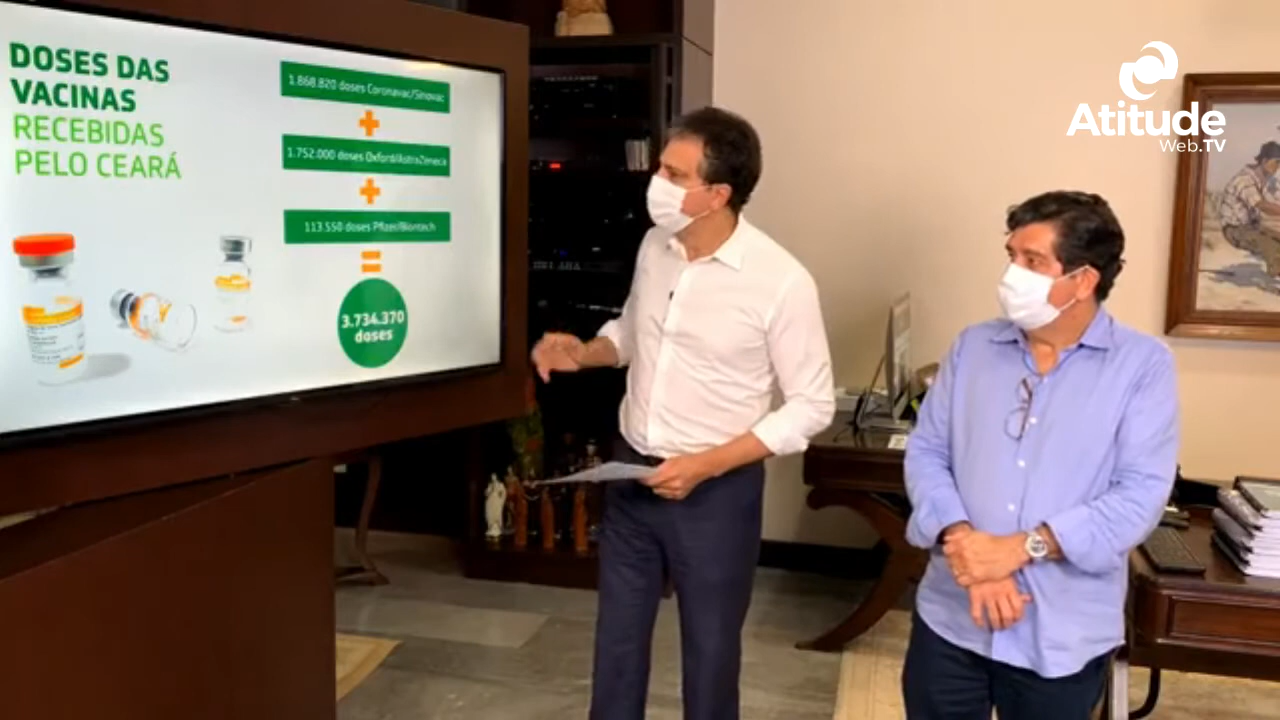 DOSES DAS
VACINAS
RECEBIDAS
PELO CEARÁ
1.868.820 doses Coronavac/Sinovac
+
1.752.000 doses Oxford/AstraZeneca
+
113.550 doses Pfizer/Biontech
=
3.734.370
doses
Atitude
Web.TV